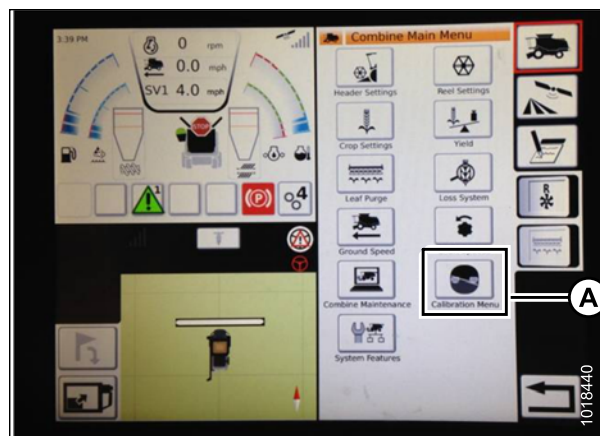 3:39 PM
0 rpm
0.0 mph
SV1 4.0 mph
STOP
1
(P)
4
Combine Main Menu
Header Settings
Reel Settings
Crop Settings
Yield
Leaf Purge
Loss System
Ground Speed
Combine Maintenance
Calibration Menu
System Features
R
A
1018440